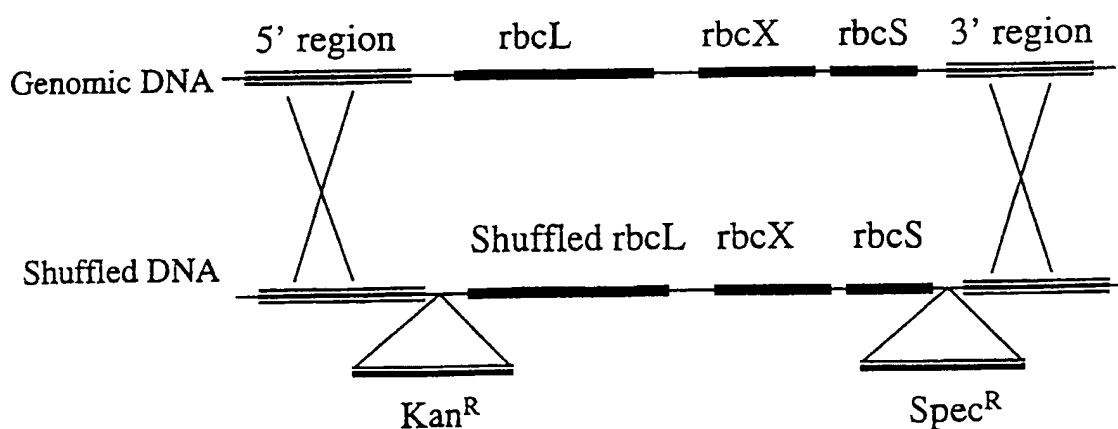 5' region rbcL rbcX rbcS 3' region
Genomic DNA
Shuffled rbcL rbcX rbcS
Shuffled DNA
Kan^R Spec^R